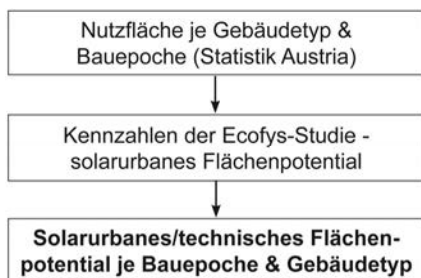 Nutzfläche je Gebäudetyp &
Bauepoche (Statistik Austria)
Kennzahlen der Ecofys-Studie -
solarurbanes Flächenpotential
Solarurbanes/technisches Flächen-
potential je Bauepoche & Gebäudetyp